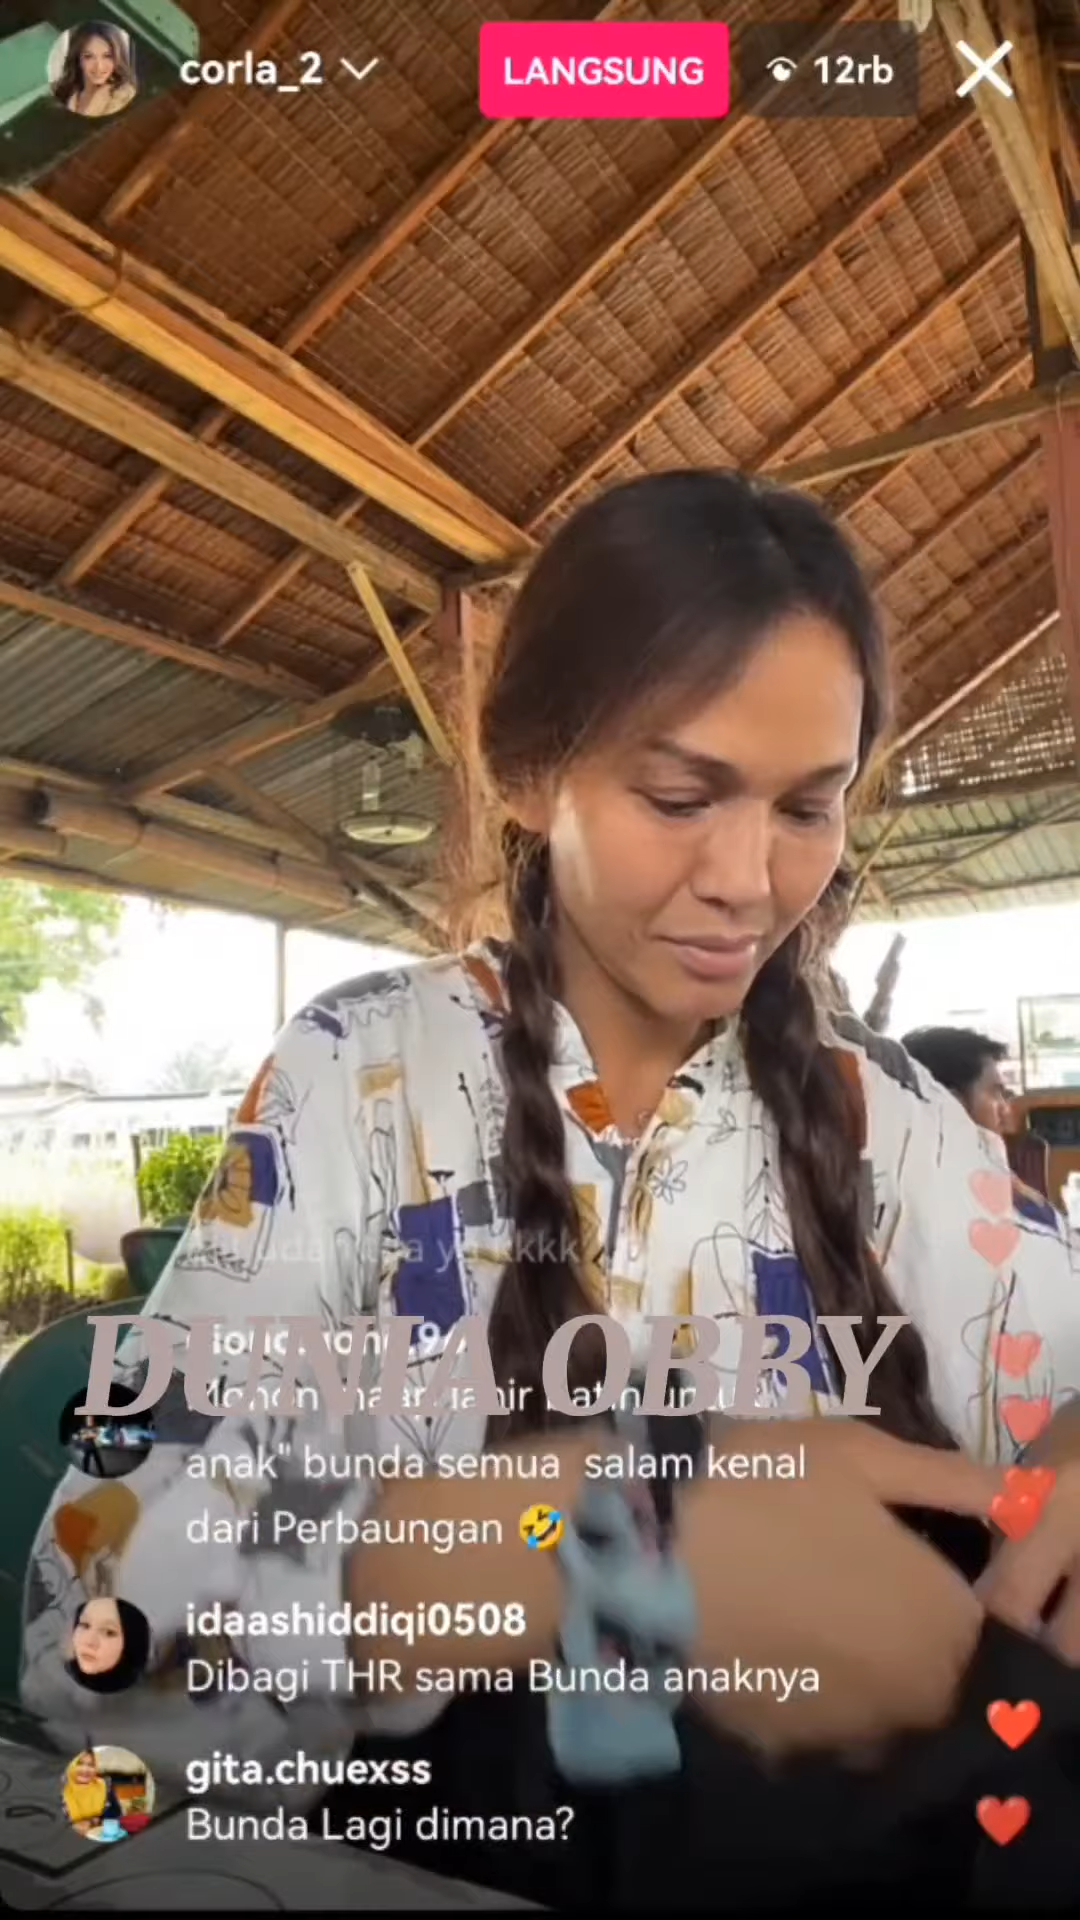 corla_2
LANGSUNG
12rb
kkkk
DUNIA OBBY
anak" bunda semua salam kenal
dari Perbaungan 🤣
idaashiddiqi0508
Dibagi THR sama Bunda anaknya
gita.chuexss
Bunda Lagi dimana?